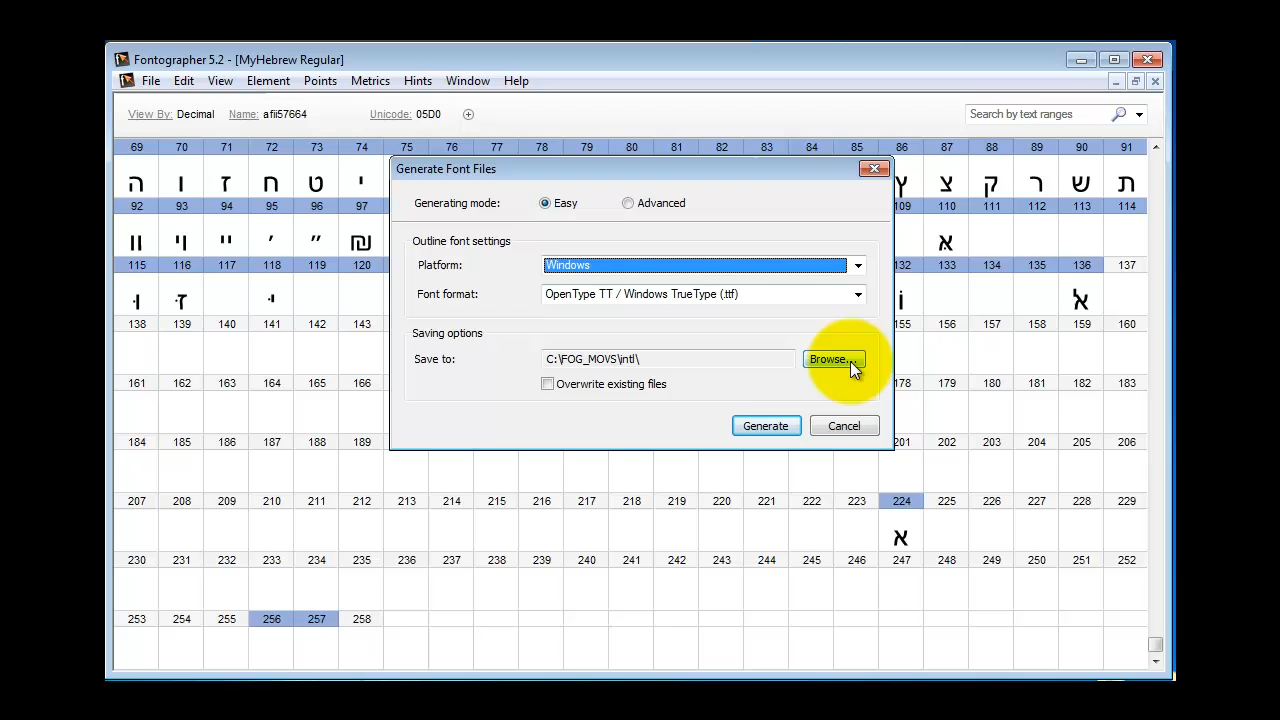 Fontographer 5.2 - [MyHebrew Regular]
File Edit View Element Points Metrics Hints Window Help
View By: Decimal Name: afii57664 Unicode: 05D0 Search by text ranges
69 70 71 72 73 74 75 76 77 78 79 80 81 82 83 84 85 86 87 88 89 90 91
ה ו ז ח ט י ץ צ ק ר ש ת
Generate Font Files
Generating mode: Easy Advanced
92 93 94 95 96 97 109 110 111 112 113 114
װ ױ ײ ׳ ״ ₪
Outline font settings
Platform: Windows
115 116 117 118 119 120 132 133 134 135 136 137
Font format: OpenType TT / Windows TrueType (.ttf)
138 139 140 141 142 143 155 156 157 158 159 160
Saving options
Save to: C:\FOG_MOVS\intl\ Browse...
Overwrite existing files
161 162 163 164 165 166 178 179 180 181 182 183
Generate Cancel
184 185 186 187 188 189 201 202 203 204 205 206
207 208 209 210 211 212 213 214 215 216 217 218 219 220 221 222 223 224 225 226 227 228 229
א
230 231 232 233 234 235 236 237 238 239 240 241 242 243 244 245 246 247 248 249 250 251 252
253 254 255 256 257 258